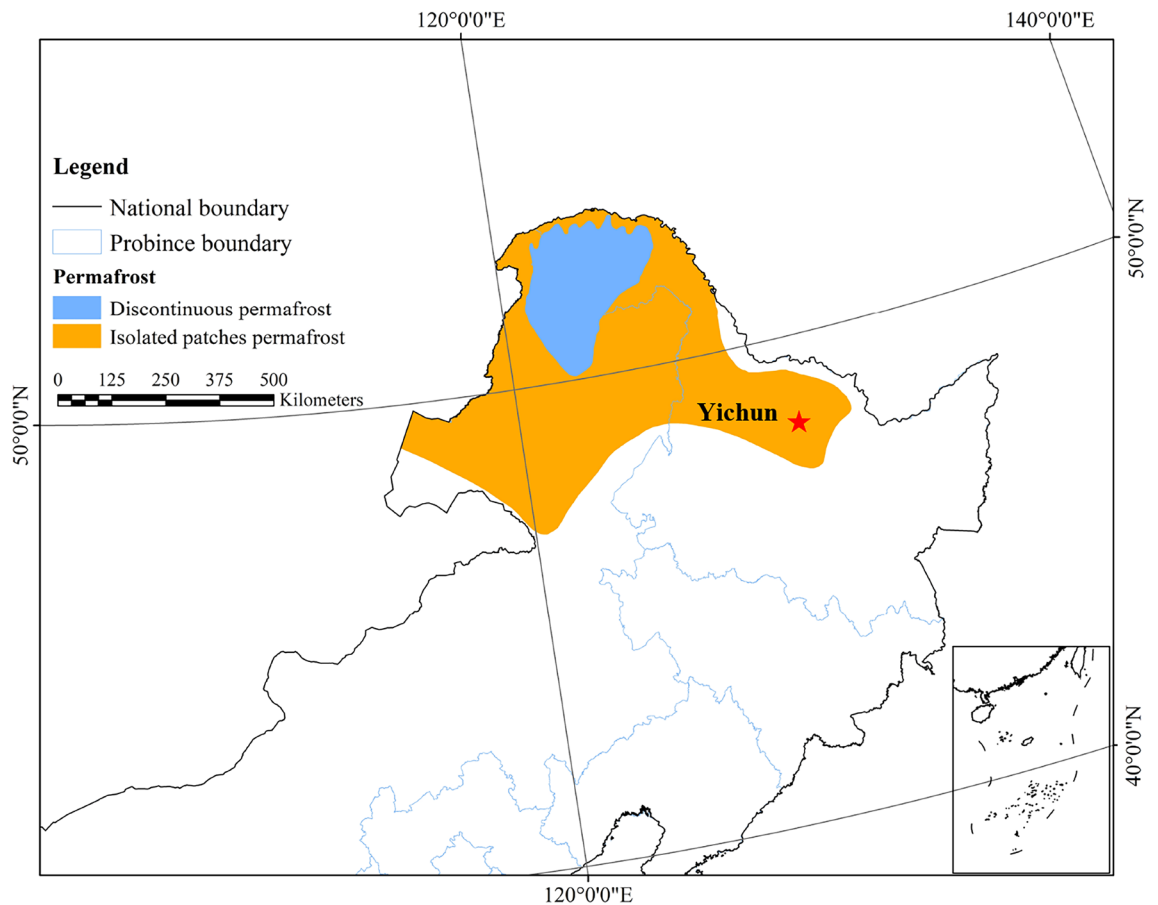 120°0'0"E 140°0'0"E
Legend
National boundary
Probince boundary
Permafrost
Discontinuous permafrost
Isolated patches permafrost
0 125 250 375 500
Kilometers
50°0'0"N
50°0'0"N
Yichun
40°0'0"N
120°0'0"E